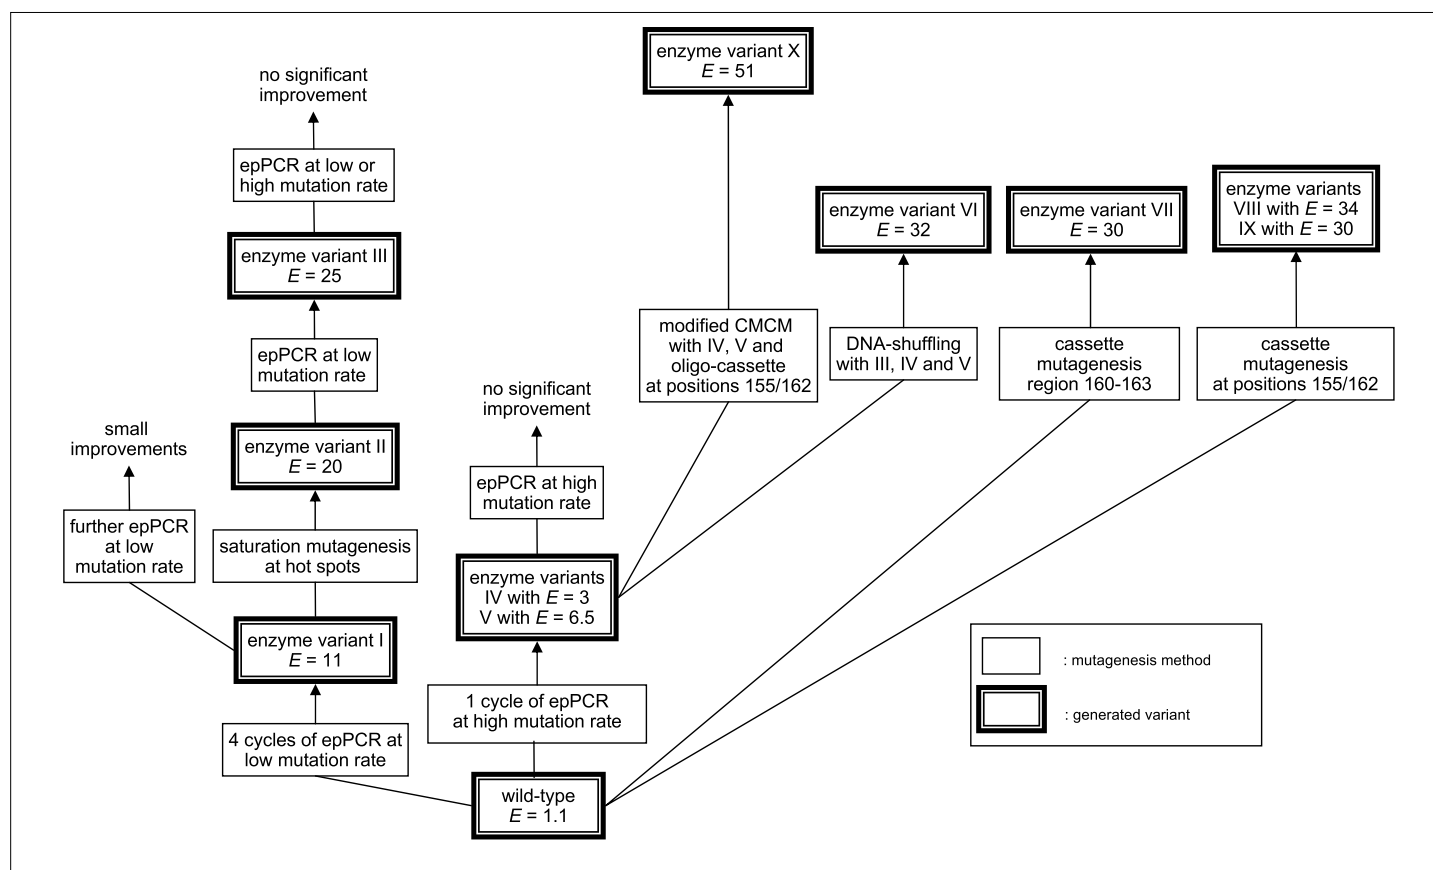 enzyme variant X
E = 51
no significant
improvement
epPCR at low or
high mutation rate
enzyme variant III
E = 25
epPCR at low
mutation rate
enzyme variant II
E = 20
small
improvements
further epPCR
at low
mutation rate
saturation mutagenesis
at hot spots
enzyme variant I
E = 11
4 cycles of epPCR at
low mutation rate
no significant
improvement
epPCR at high
mutation rate
enzyme variants
IV with E = 3
V with E = 6.5
1 cycle of epPCR
at high mutation rate
wild-type
E = 1.1
modified CMCM
with IV, V and
oligo-cassette
at positions 155/162
enzyme variant VI
E = 32
DNA-shuffling
with III, IV and V
enzyme variant VII
E = 30
cassette
mutagenesis
region 160-163
enzyme variants
VIII with E = 34
IX with E = 30
cassette
mutagenesis
at positions 155/162
: mutagenesis method
: generated variant